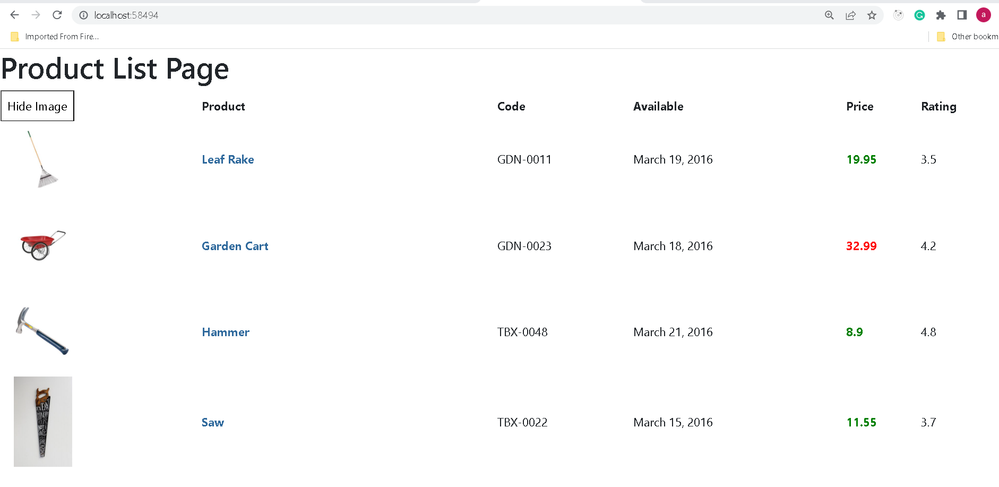 localhost:58494
a
Imported From Fire...
Other bookm
Product List Page
Hide Image Product Code Available Price Rating
Leaf Rake GDN-0011 March 19, 2016 19.95 3.5
Garden Cart GDN-0023 March 18, 2016 32.99 4.2
Hammer TBX-0048 March 21, 2016 8.9 4.8
EVERY
HUNGRY
NOT
Saw TBX-0022 March 15, 2016 11.55 3.7